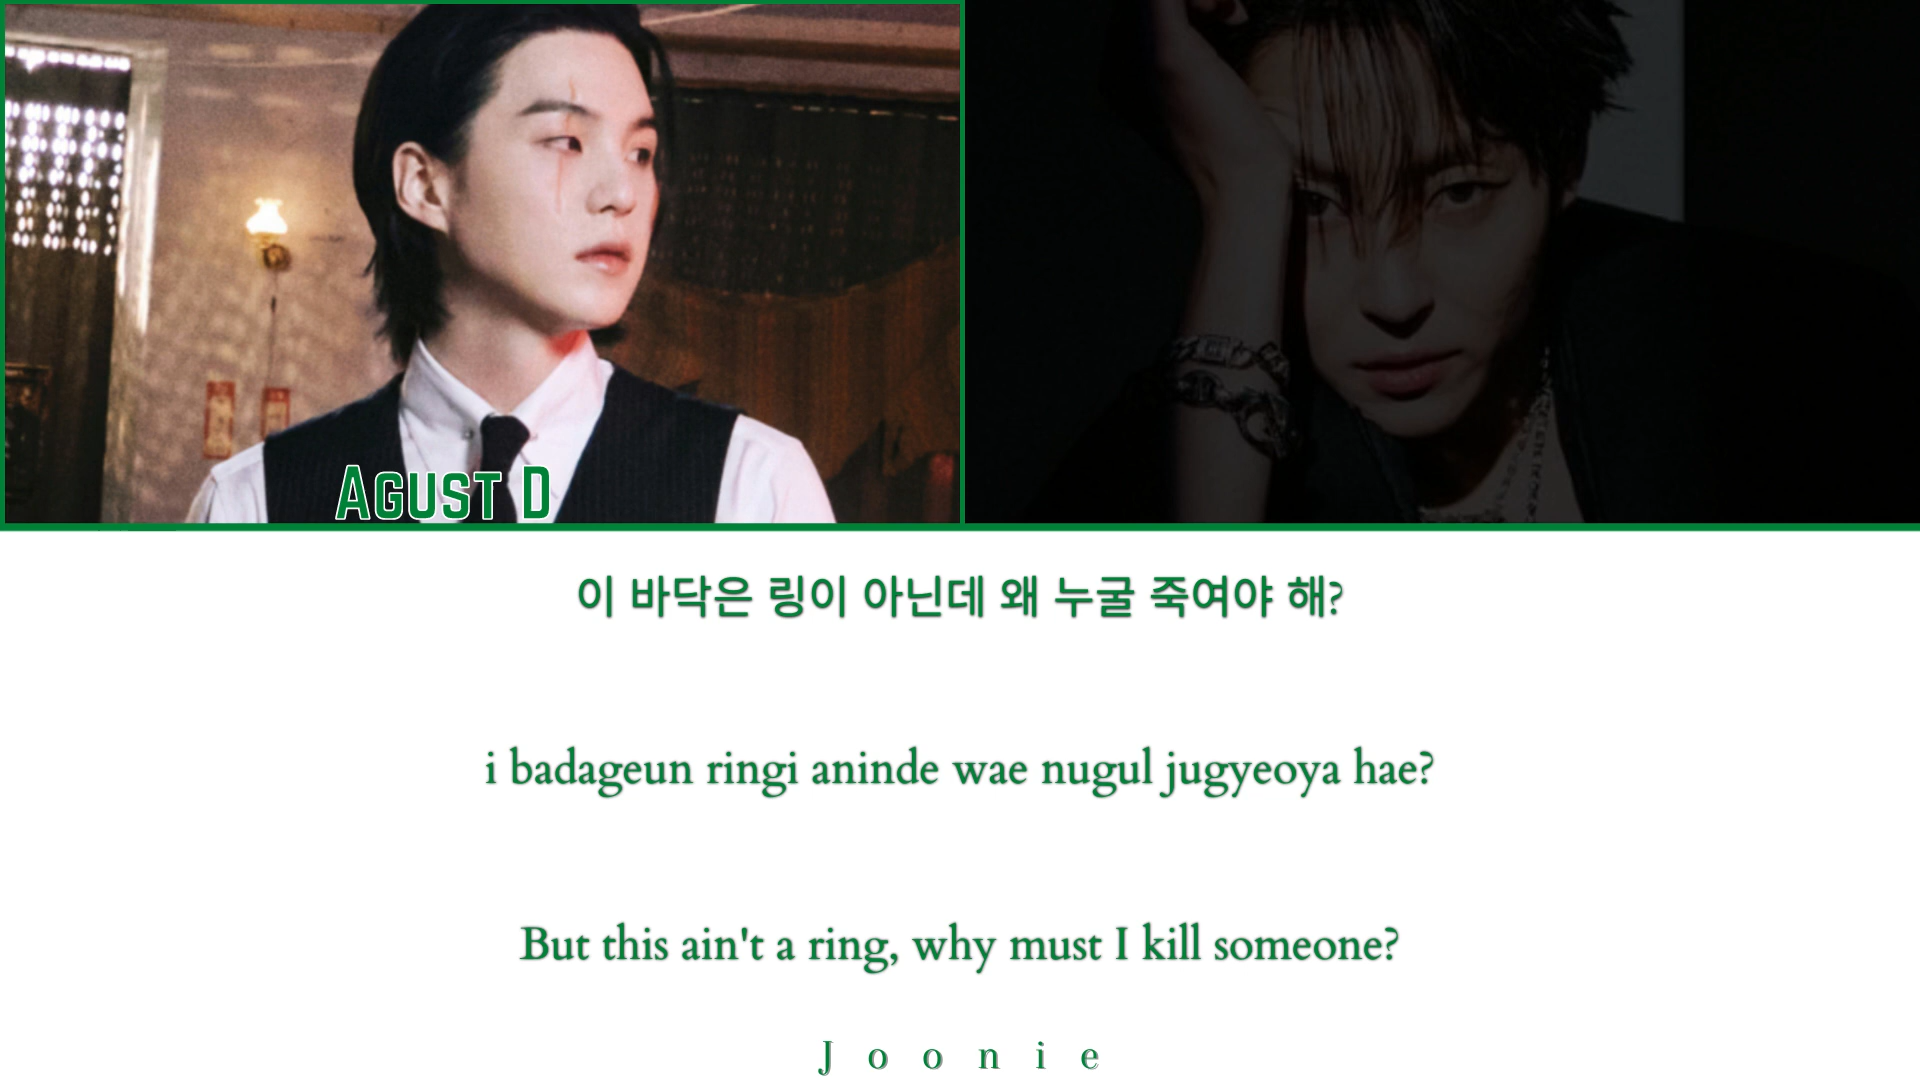 Agust D
이 바닥은 링이 아닌데 왜 누굴 죽여야 해?
i badageun ringi aninde wae nugul jugyeoya hae?
But this ain't a ring, why must I kill someone?
Joonie